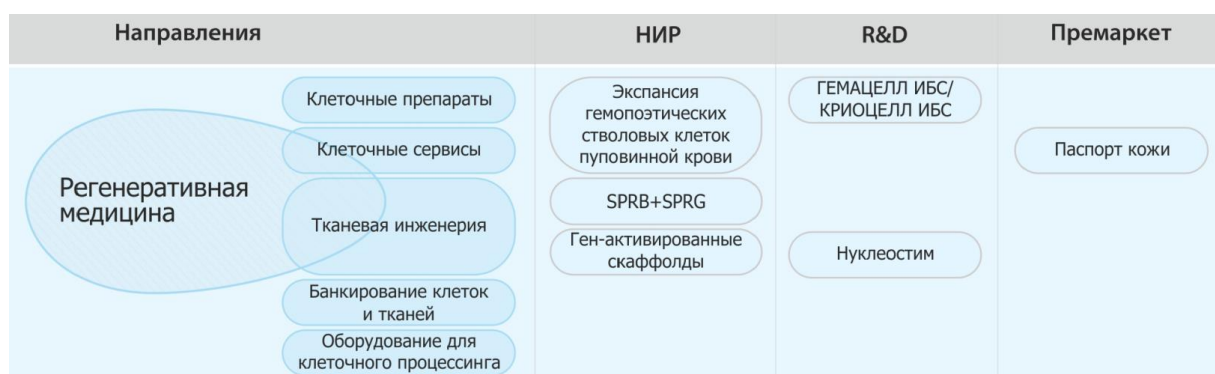 Направления
НИР
R&D
Премаркет
Регенеративная
медицина
Клеточные препараты
Клеточные сервисы
Тканевая инженерия
Банкирование клеток
и тканей
Оборудование для
клеточного процессинга
Экспансия
гемопоэтических
стволовых клеток
пуповинной крови
SPRB+SPRG
Ген-активированные
скаффолды
ГЕМАЦЕЛЛ ИБС/
КРИОЦЕЛЛ ИБС
Нуклеостим
Паспорт кожи